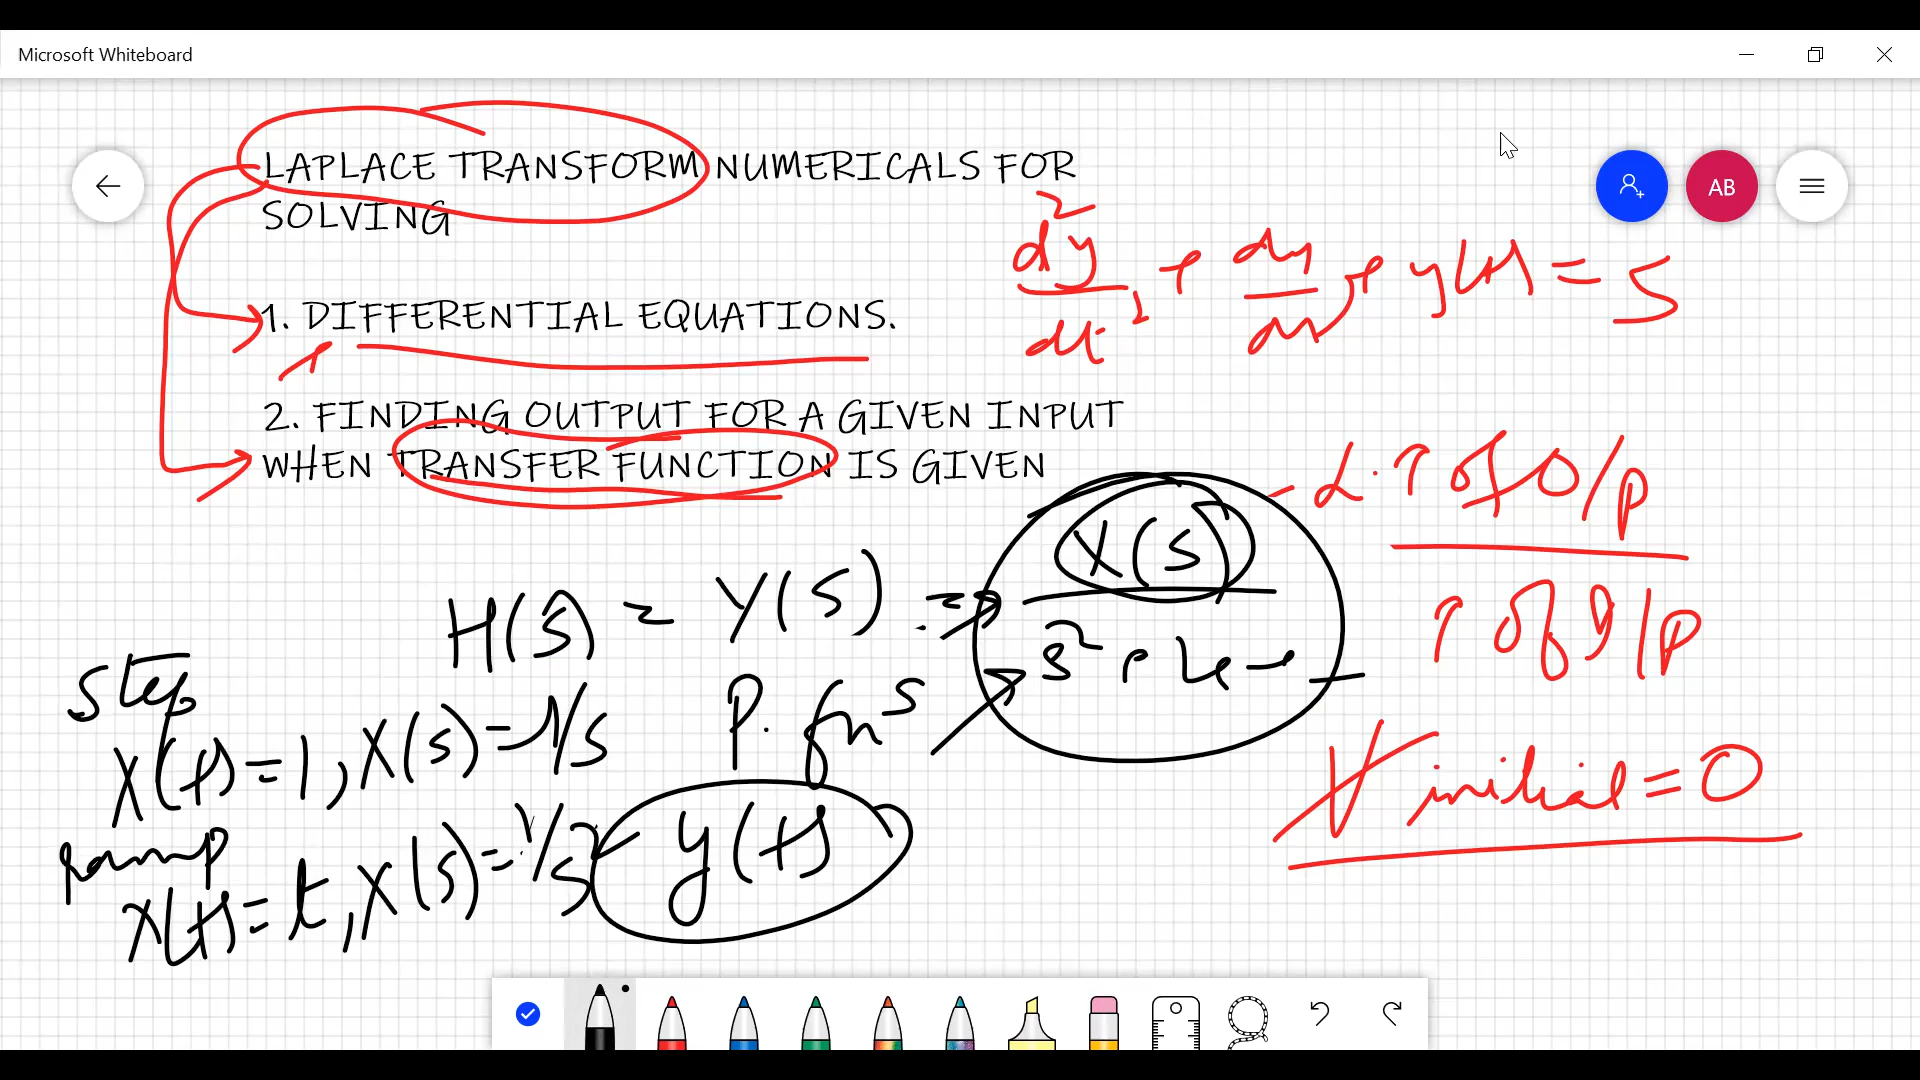 Microsoft Whiteboard
LAPLACE TRANSFORM NUMERICALS FOR
SOLVING
AB
d²y/dt² + dy/dt + y(t) = 5
1. DIFFERENTIAL EQUATIONS.
2. FINDING OUTPUT FOR A GIVEN INPUT
WHEN TRANSFER FUNCTION IS GIVEN
L.T of O/p
T of I/p
H(s) = Y(s) =
X(s)
P. fns
Step
X(t) = 1, X(s) = 1/s
∀ initial = 0
ramp
X(t) = t, X(s) = 1/s²
y(t)